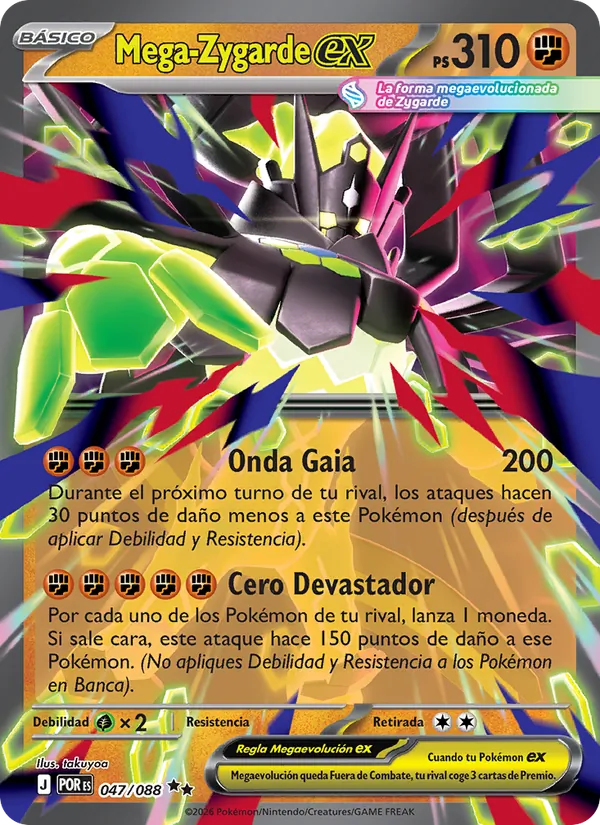 BÁSICO
Mega-Zygarde ex
PS 310
La forma megaevolucionada
de Zygarde
Onda Gaia 200
Durante el próximo turno de tu rival, los ataques hacen
30 puntos de daño menos a este Pokémon (después de
aplicar Debilidad y Resistencia).
Cero Devastador
Por cada uno de los Pokémon de tu rival, lanza 1 moneda.
Si sale cara, este ataque hace 150 puntos de daño a ese
Pokémon. (No apliques Debilidad y Resistencia a los Pokémon
en Banca).
Debilidad × 2 Resistencia Retirada
Ilus. takuyoa
Regla Megaevolución ex Cuando tu Pokémon ex
Megaevolución queda Fuera de Combate, tu rival coge 3 cartas de Premio.
J POR ES 047/088 ★★
©2026 Pokémon/Nintendo/Creatures/GAME FREAK